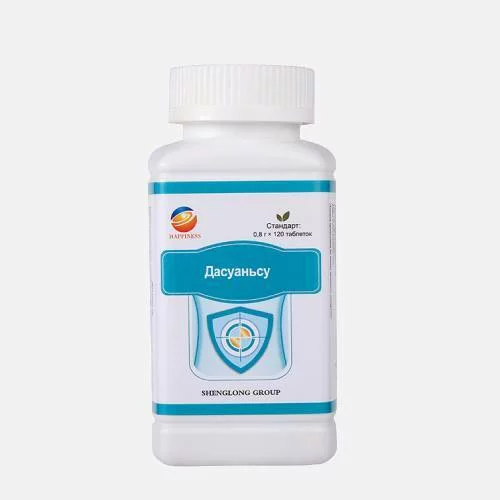 HAPPINESS
Стандарт:
0,8 г × 120 таблеток
Дасуаньсу
SHENGLONG GROUP